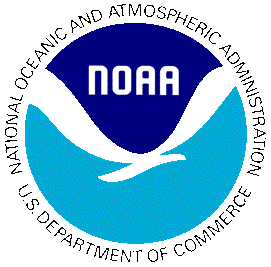 NATIONAL OCEANIC AND ATMOSPHERIC ADMINISTRATION
NOAA
U.S. DEPARTMENT OF COMMERCE